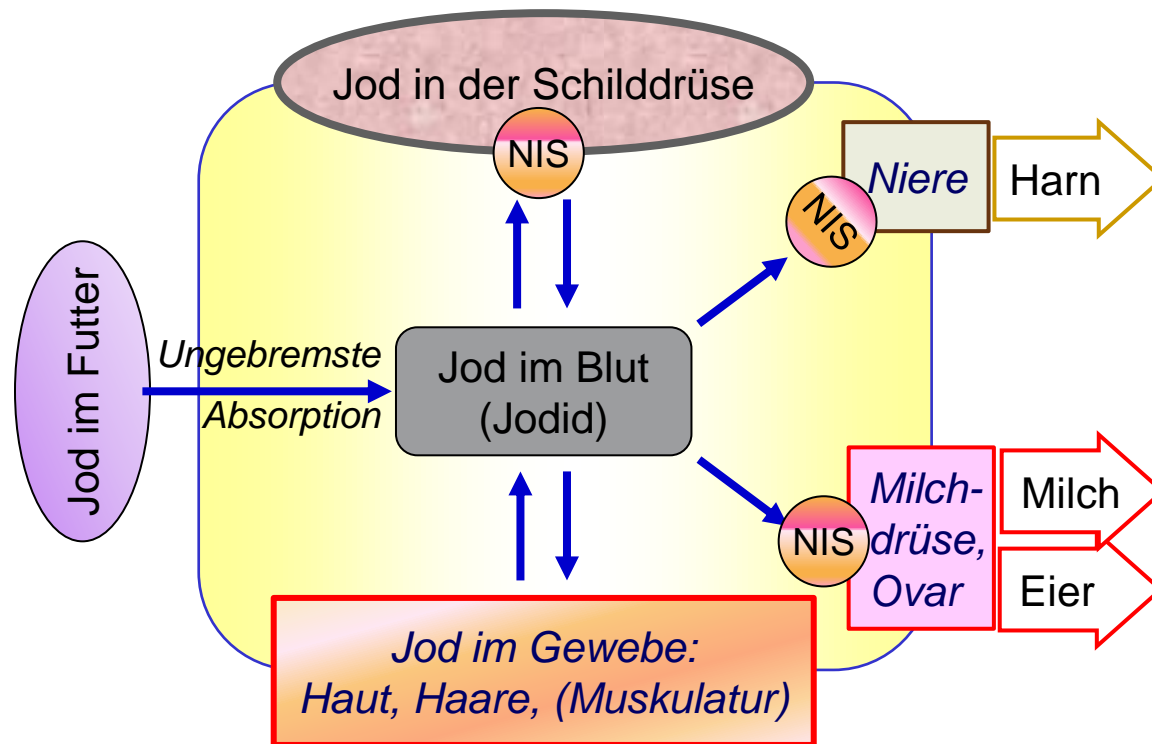 Jod in der Schilddrüse
NIS
Niere
Harn
NIS
Jod im Futter
Ungebremste
Absorption
Jod im Blut
(Jodid)
NIS
Milch-
drüse,
Ovar
Milch
Eier
Jod im Gewebe:
Haut, Haare, (Muskulatur)